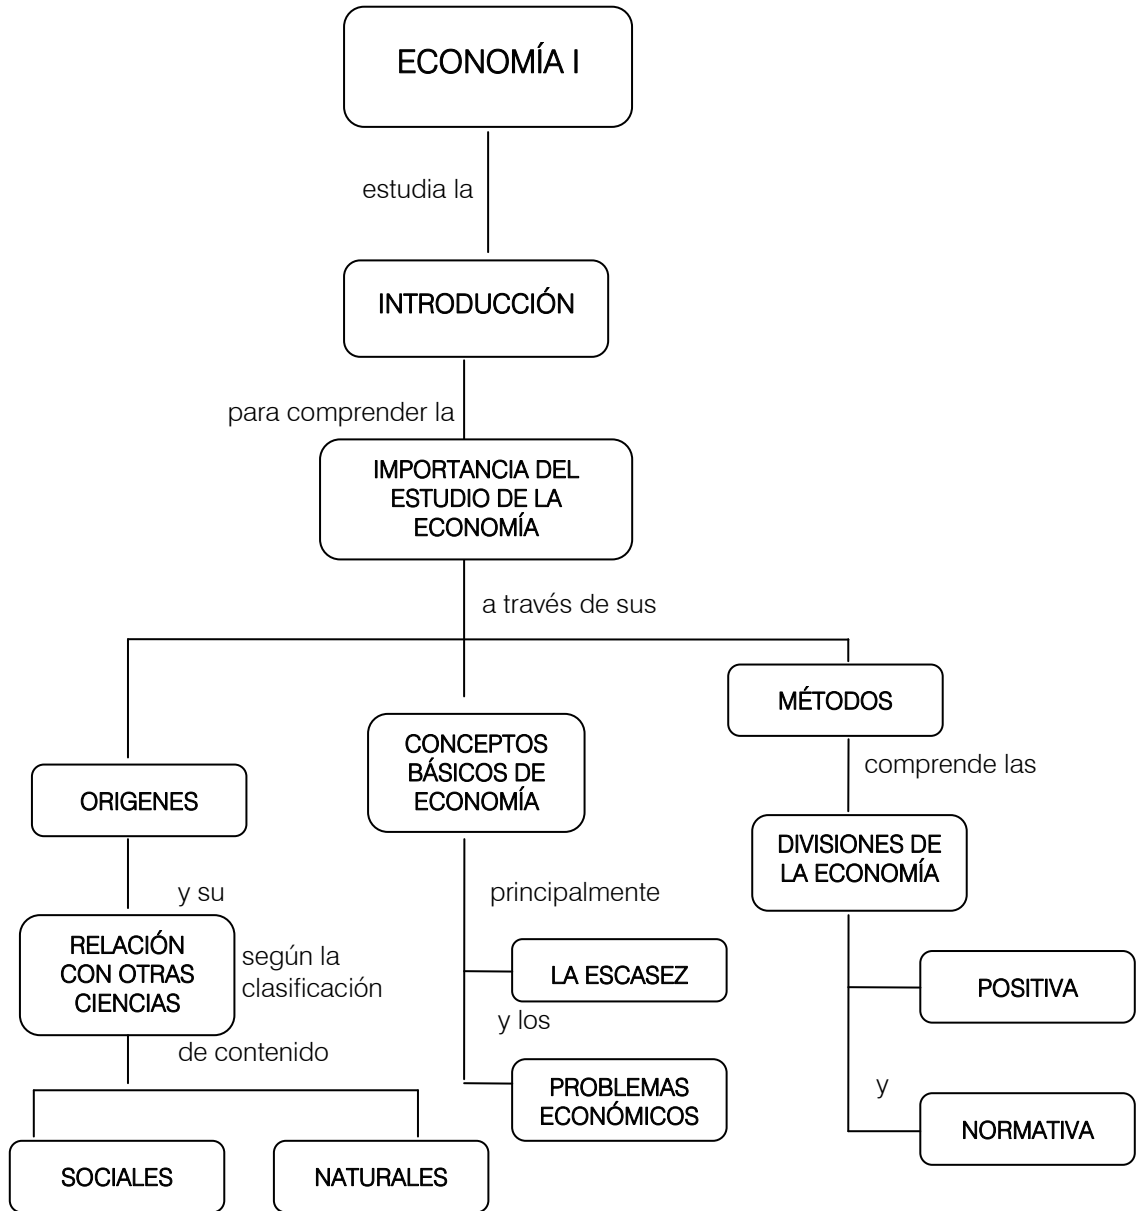 ECONOMÍA I
estudia la
INTRODUCCIÓN
para comprender la
IMPORTANCIA DEL
ESTUDIO DE LA
ECONOMÍA
a través de sus
ORIGENES
y su
RELACIÓN
CON OTRAS
CIENCIAS
según la
clasificación
de contenido
SOCIALES
NATURALES
CONCEPTOS
BÁSICOS DE
ECONOMÍA
principalmente
LA ESCASEZ
y los
PROBLEMAS
ECONÓMICOS
MÉTODOS
comprende las
DIVISIONES DE
LA ECONOMÍA
POSITIVA
y
NORMATIVA